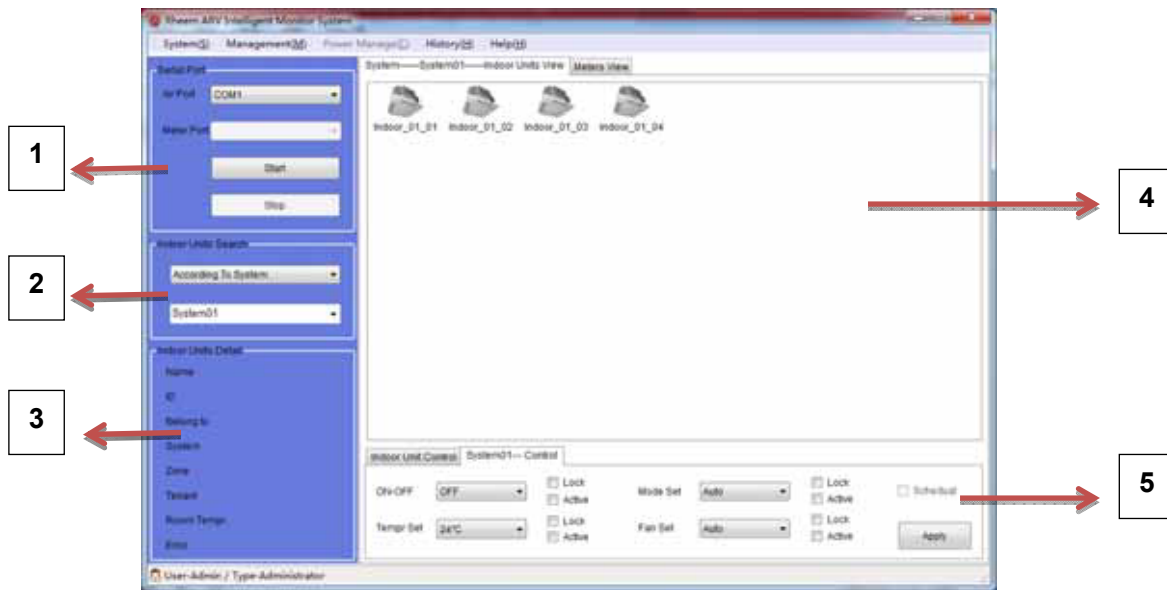 Rheem ARV Intelligent Monitor System
System(S) Management(M) Power Manage(C) History(H) Help(H)
Serial Port
Air Port COM1
Meter Port
Start
Stop
Indoor Units Search
According To System
System01
Indoor Units Detail
Name
ID
Belong to
System
Zone
Tenant
Room Tempr.
Error
System-----System01-----Indoor Units View Meters View
Indoor_01_01 Indoor_01_02 Indoor_01_03 Indoor_01_04
Indoor Unit Control System01--- Control
ON-OFF OFF Lock Active
Mode Set Auto Lock Active
Schedual
Tempr Set 24°C Lock Active
Fan Set Auto Lock Active
Apply
User-Admin / Type-Administrator
1
2
3
4
5